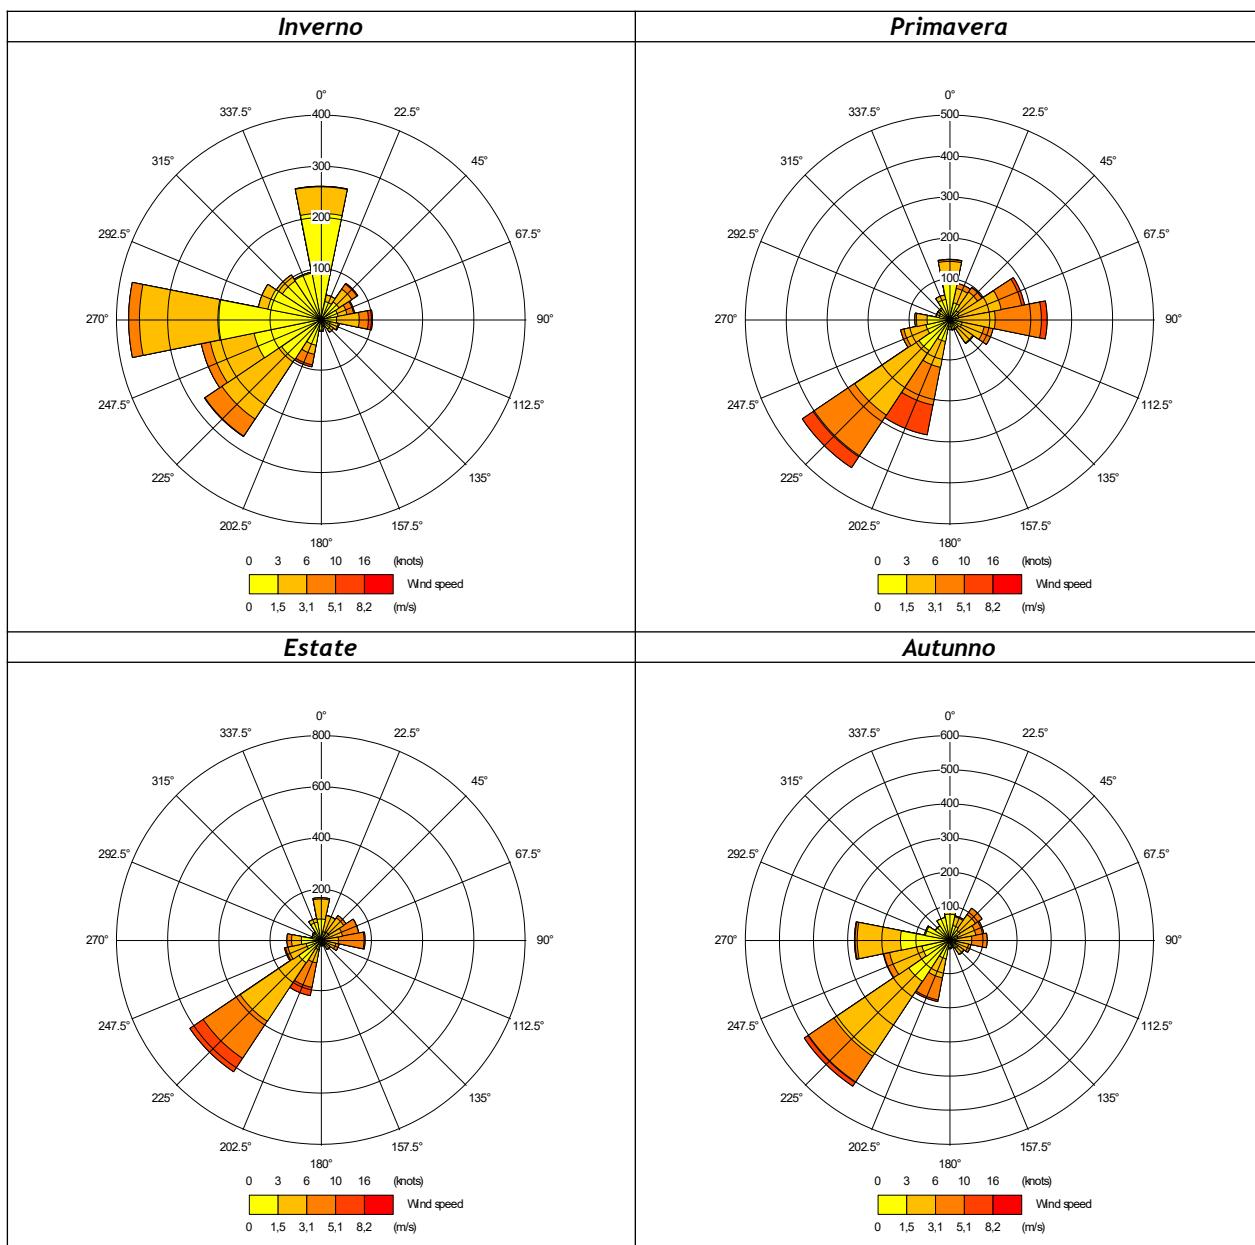 Inverno
Primavera
0°
337.5° 400 22.5°
315° 300 45°
292.5° 200 67.5°
100
270° 90°
247.5° 112.5°
225° 135°
202.5° 157.5°
180°
0 3 6 10 16 (knots)
Wind speed
0 1,5 3,1 5,1 8,2 (m/s)
0°
337.5° 500 22.5°
400
315° 45°
300
292.5° 200 67.5°
100
270° 90°
247.5° 112.5°
225° 135°
202.5° 157.5°
180°
0 3 6 10 16 (knots)
Wind speed
0 1,5 3,1 5,1 8,2 (m/s)
Estate
Autunno
0°
337.5° 800 22.5°
315° 600 45°
292.5° 400 67.5°
200
270° 90°
247.5° 112.5°
225° 135°
202.5° 157.5°
180°
0 3 6 10 16 (knots)
Wind speed
0 1,5 3,1 5,1 8,2 (m/s)
0°
337.5° 600 22.5°
500
315° 45°
400
300
292.5° 67.5°
200
100
270° 90°
247.5° 112.5°
225° 135°
202.5° 157.5°
180°
0 3 6 10 16 (knots)
Wind speed
0 1,5 3,1 5,1 8,2 (m/s)